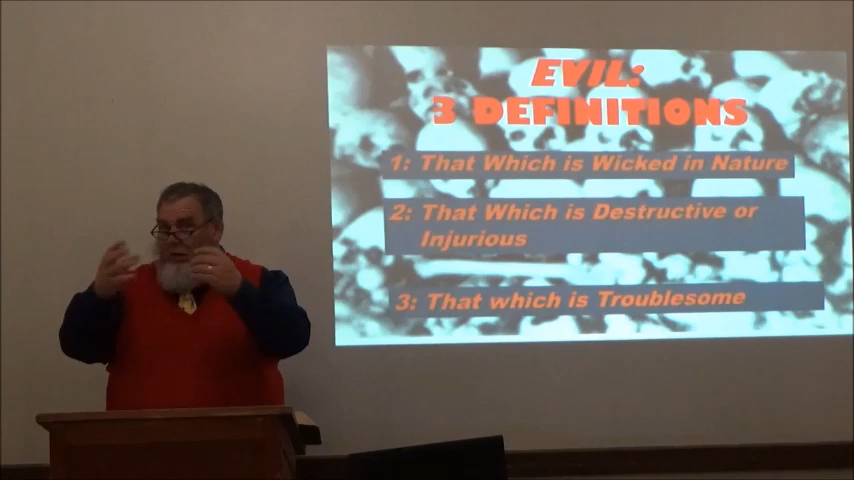 EVIL:
3 DEFINITIONS
1: That Which is Wicked in Nature
2: That Which is Destructive or
Injurious
3: That which is Troublesome